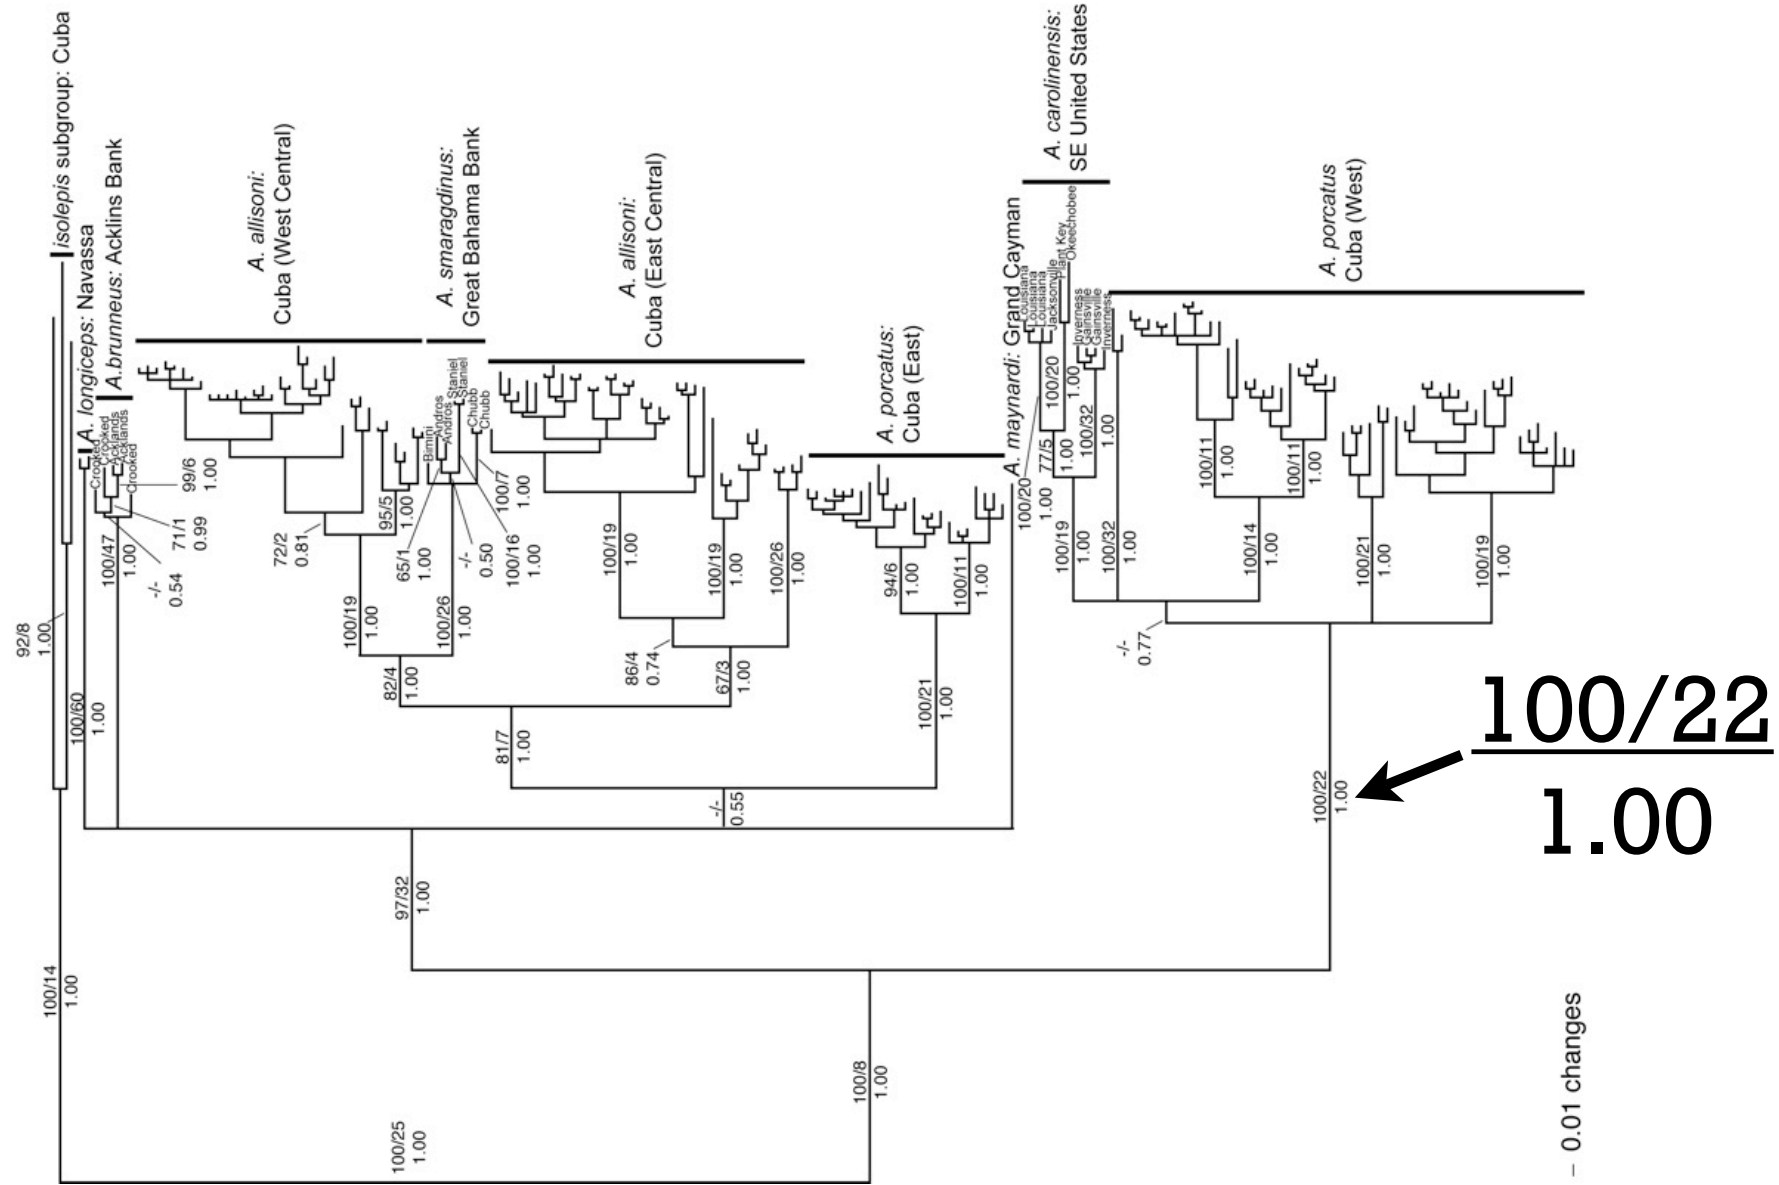 isolepis subgroup: Cuba
A. longiceps: Navassa
A.brunneus: Acklins Bank
Crooked
Crooked
Acklands
Acklands
Crooked
A. allisoni:
Cuba (West Central)
A. smaragdinus:
Great Bahama Bank
Bimini
Andros
Andros
Staniel
Staniel
Chubb
Chubb
A. allisoni:
Cuba (East Central)
A. porcatus:
Cuba (East)
A. maynardi: Grand Cayman
A. carolinensis:
SE United States
Louisiana
Louisiana
Louisiana
Jacksonville
Plant Key
Okeechobee
Inverness
Gainsville
Gainsville
Inverness
A. porcatus
Cuba (West)
92/8
1.00
100/60
1.00
100/14
1.00
100/47
1.00
-/-
0.54
71/1
0.99
99/6
1.00
72/2
0.81
95/5
1.00
100/19
1.00
65/1
1.00
-/-
0.50
100/16
1.00
100/7
1.00
100/26
1.00
82/4
1.00
100/19
1.00
100/19
1.00
100/26
1.00
86/4
0.74
67/3
1.00
81/7
1.00
94/6
1.00
100/11
1.00
100/21
1.00
-/-
0.55
97/32
1.00
100/20
1.00
77/5
1.00
100/20
1.00
100/32
1.00
100/19
1.00
100/32
1.00
100/11
1.00
100/11
1.00
100/14
1.00
100/21
1.00
100/19
1.00
-/-
0.77
100/22
1.00
100/8
1.00
100/25
1.00
100/22
1.00
– 0.01 changes